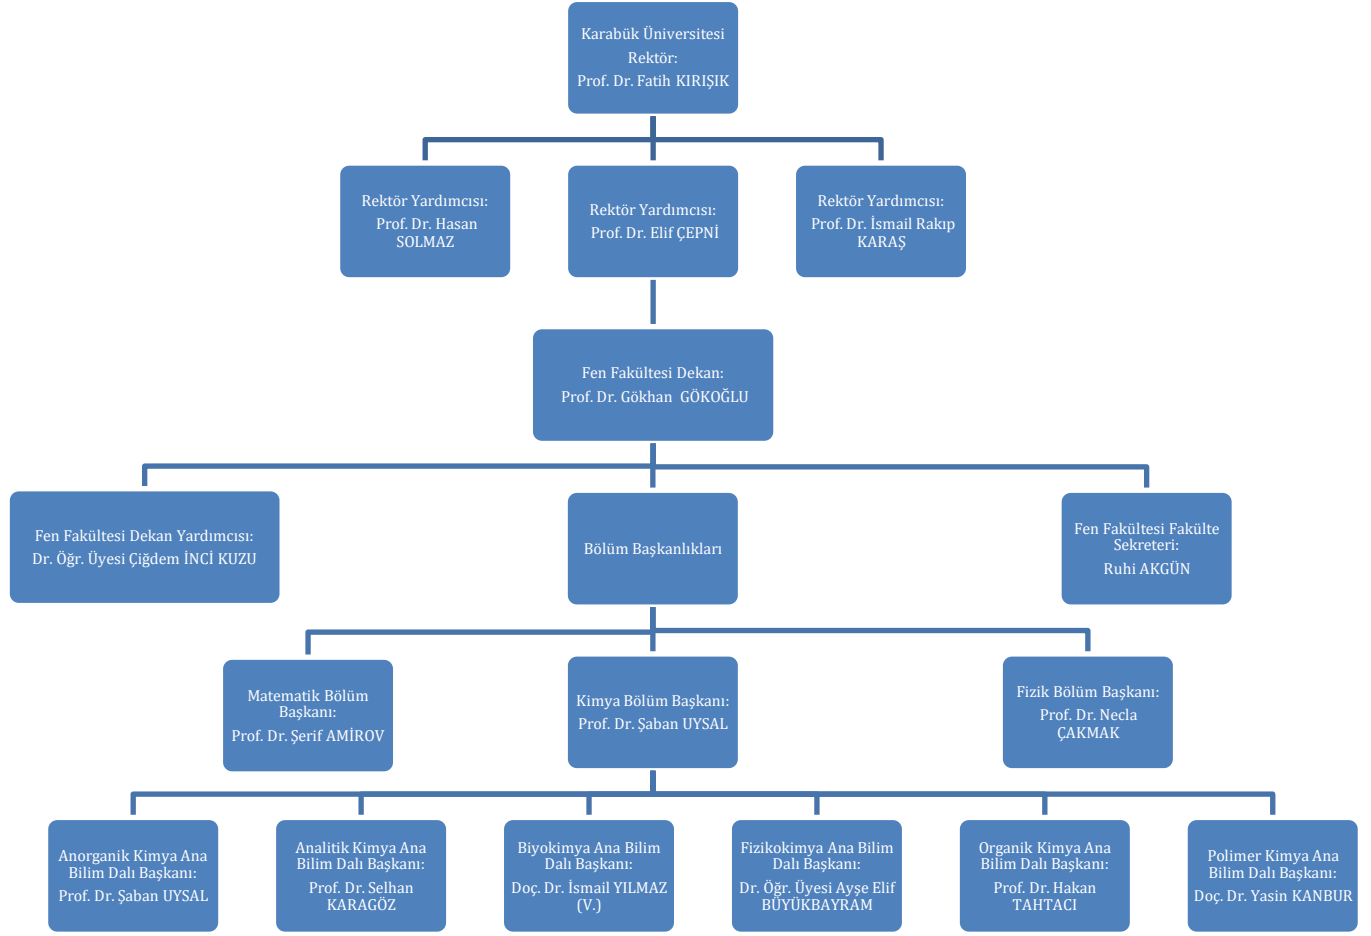 Karabük Üniversitesi
Rektör:
Prof. Dr. Fatih KIRIŞIK
Rektör Yardımcısı:
Prof. Dr. Hasan
SOLMAZ
Rektör Yardımcısı:
Prof. Dr. Elif ÇEPNİ
Rektör Yardımcısı:
Prof. Dr. İsmail Rakıp
KARAŞ
Fen Fakültesi Dekan:
Prof. Dr. Gökhan  GÖKOĞLU
Fen Fakültesi Dekan Yardımcısı:
Dr. Öğr. Üyesi Çiğdem İNCİ KUZU
Bölüm Başkanlıkları
Fen Fakültesi Fakülte
Sekreteri:
Ruhi AKGÜN
Matematik Bölüm
Başkanı:
Prof. Dr. Şerif AMİROV
Kimya Bölüm Başkanı:
Prof. Dr. Şaban UYSAL
Fizik Bölüm Başkanı:
Prof. Dr. Necla
ÇAKMAK
Anorganik Kimya Ana
Bilim Dalı Başkanı:
Prof. Dr. Şaban UYSAL
Analitik Kimya Ana
Bilim Dalı Başkanı:
Prof. Dr. Selhan
KARAGÖZ
Biyokimya Ana Bilim
Dalı Başkanı:
Doç. Dr. İsmail YILMAZ
(V.)
Fizikokimya Ana Bilim
Dalı Başkanı:
Dr. Öğr. Üyesi Ayşe Elif
BÜYÜKBAYRAM
Organik Kimya Ana
Bilim Dalı Başkanı:
Prof. Dr. Hakan
TAHTACI
Polimer Kimya Ana
Bilim Dalı Başkanı:
Doç. Dr. Yasin KANBUR